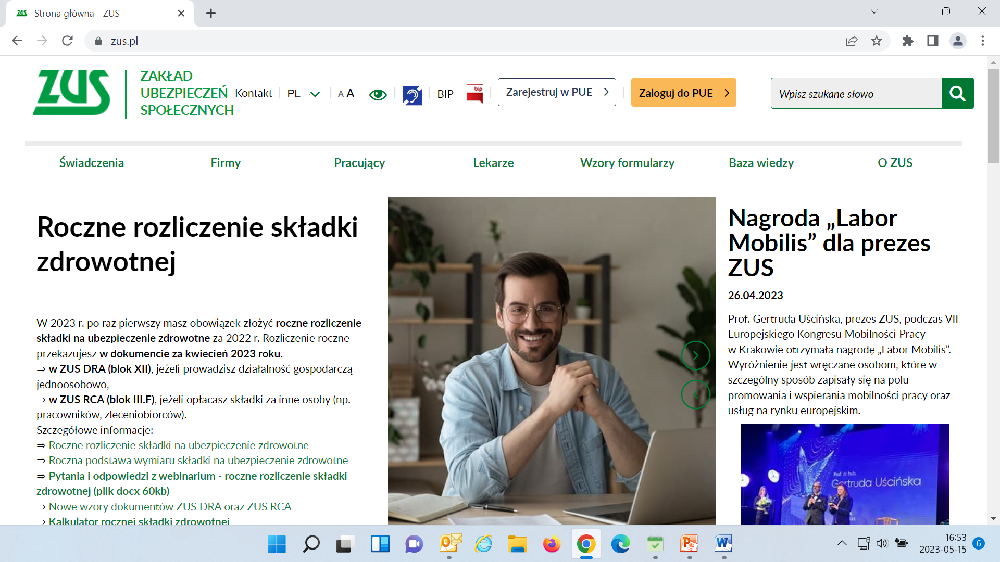 Strona główna - ZUS
zus.pl
ZUS
ZAKŁAD
UBEZPIECZEŃ
SPOŁECZNYCH
Kontakt
PL
A A
BIP
bip
Zarejestruj w PUE
Zaloguj do PUE
Wpisz szukane słowo
Świadczenia
Firmy
Pracujący
Lekarze
Wzory formularzy
Baza wiedzy
O ZUS
Roczne rozliczenie składki
zdrowotnej
W 2023 r. po raz pierwszy masz obowiązek złożyć roczne rozliczenie
składki na ubezpieczenie zdrowotne za 2022 r. Rozliczenie roczne
przekazujesz w dokumencie za kwiecień 2023 roku.
⇒ w ZUS DRA (blok XII), jeżeli prowadzisz działalność gospodarczą
jednoosobowo,
⇒ w ZUS RCA (blok III.F), jeżeli opłacasz składki za inne osoby (np.
pracowników, zleceniobiorców).
Szczegółowe informacje:
⇒ Roczne rozliczenie składki na ubezpieczenie zdrowotne
⇒ Roczna podstawa wymiaru składki na ubezpieczenie zdrowotne
⇒ Pytania i odpowiedzi z webinarium - roczne rozliczenie składki
zdrowotnej (plik docx 60kb)
⇒ Nowe wzory dokumentów ZUS DRA oraz ZUS RCA
⇒ Kalkulator rocznej składki zdrowotnej
Nagroda „Labor
Mobilis” dla prezes
ZUS
26.04.2023
Prof. Gertruda Uścińska, prezes ZUS, podczas VII
Europejskiego Kongresu Mobilności Pracy
w Krakowie otrzymała nagrodę „Labor Mobilis”.
Wyróżnienie jest wręczane osobom, które w
szczególny sposób zapisały się na polu
promowania i wspierania mobilności pracy oraz
usług na rynku europejskim.
Prof. dr hab.
Gertruda Uścińska
16:53
2023-05-15
6